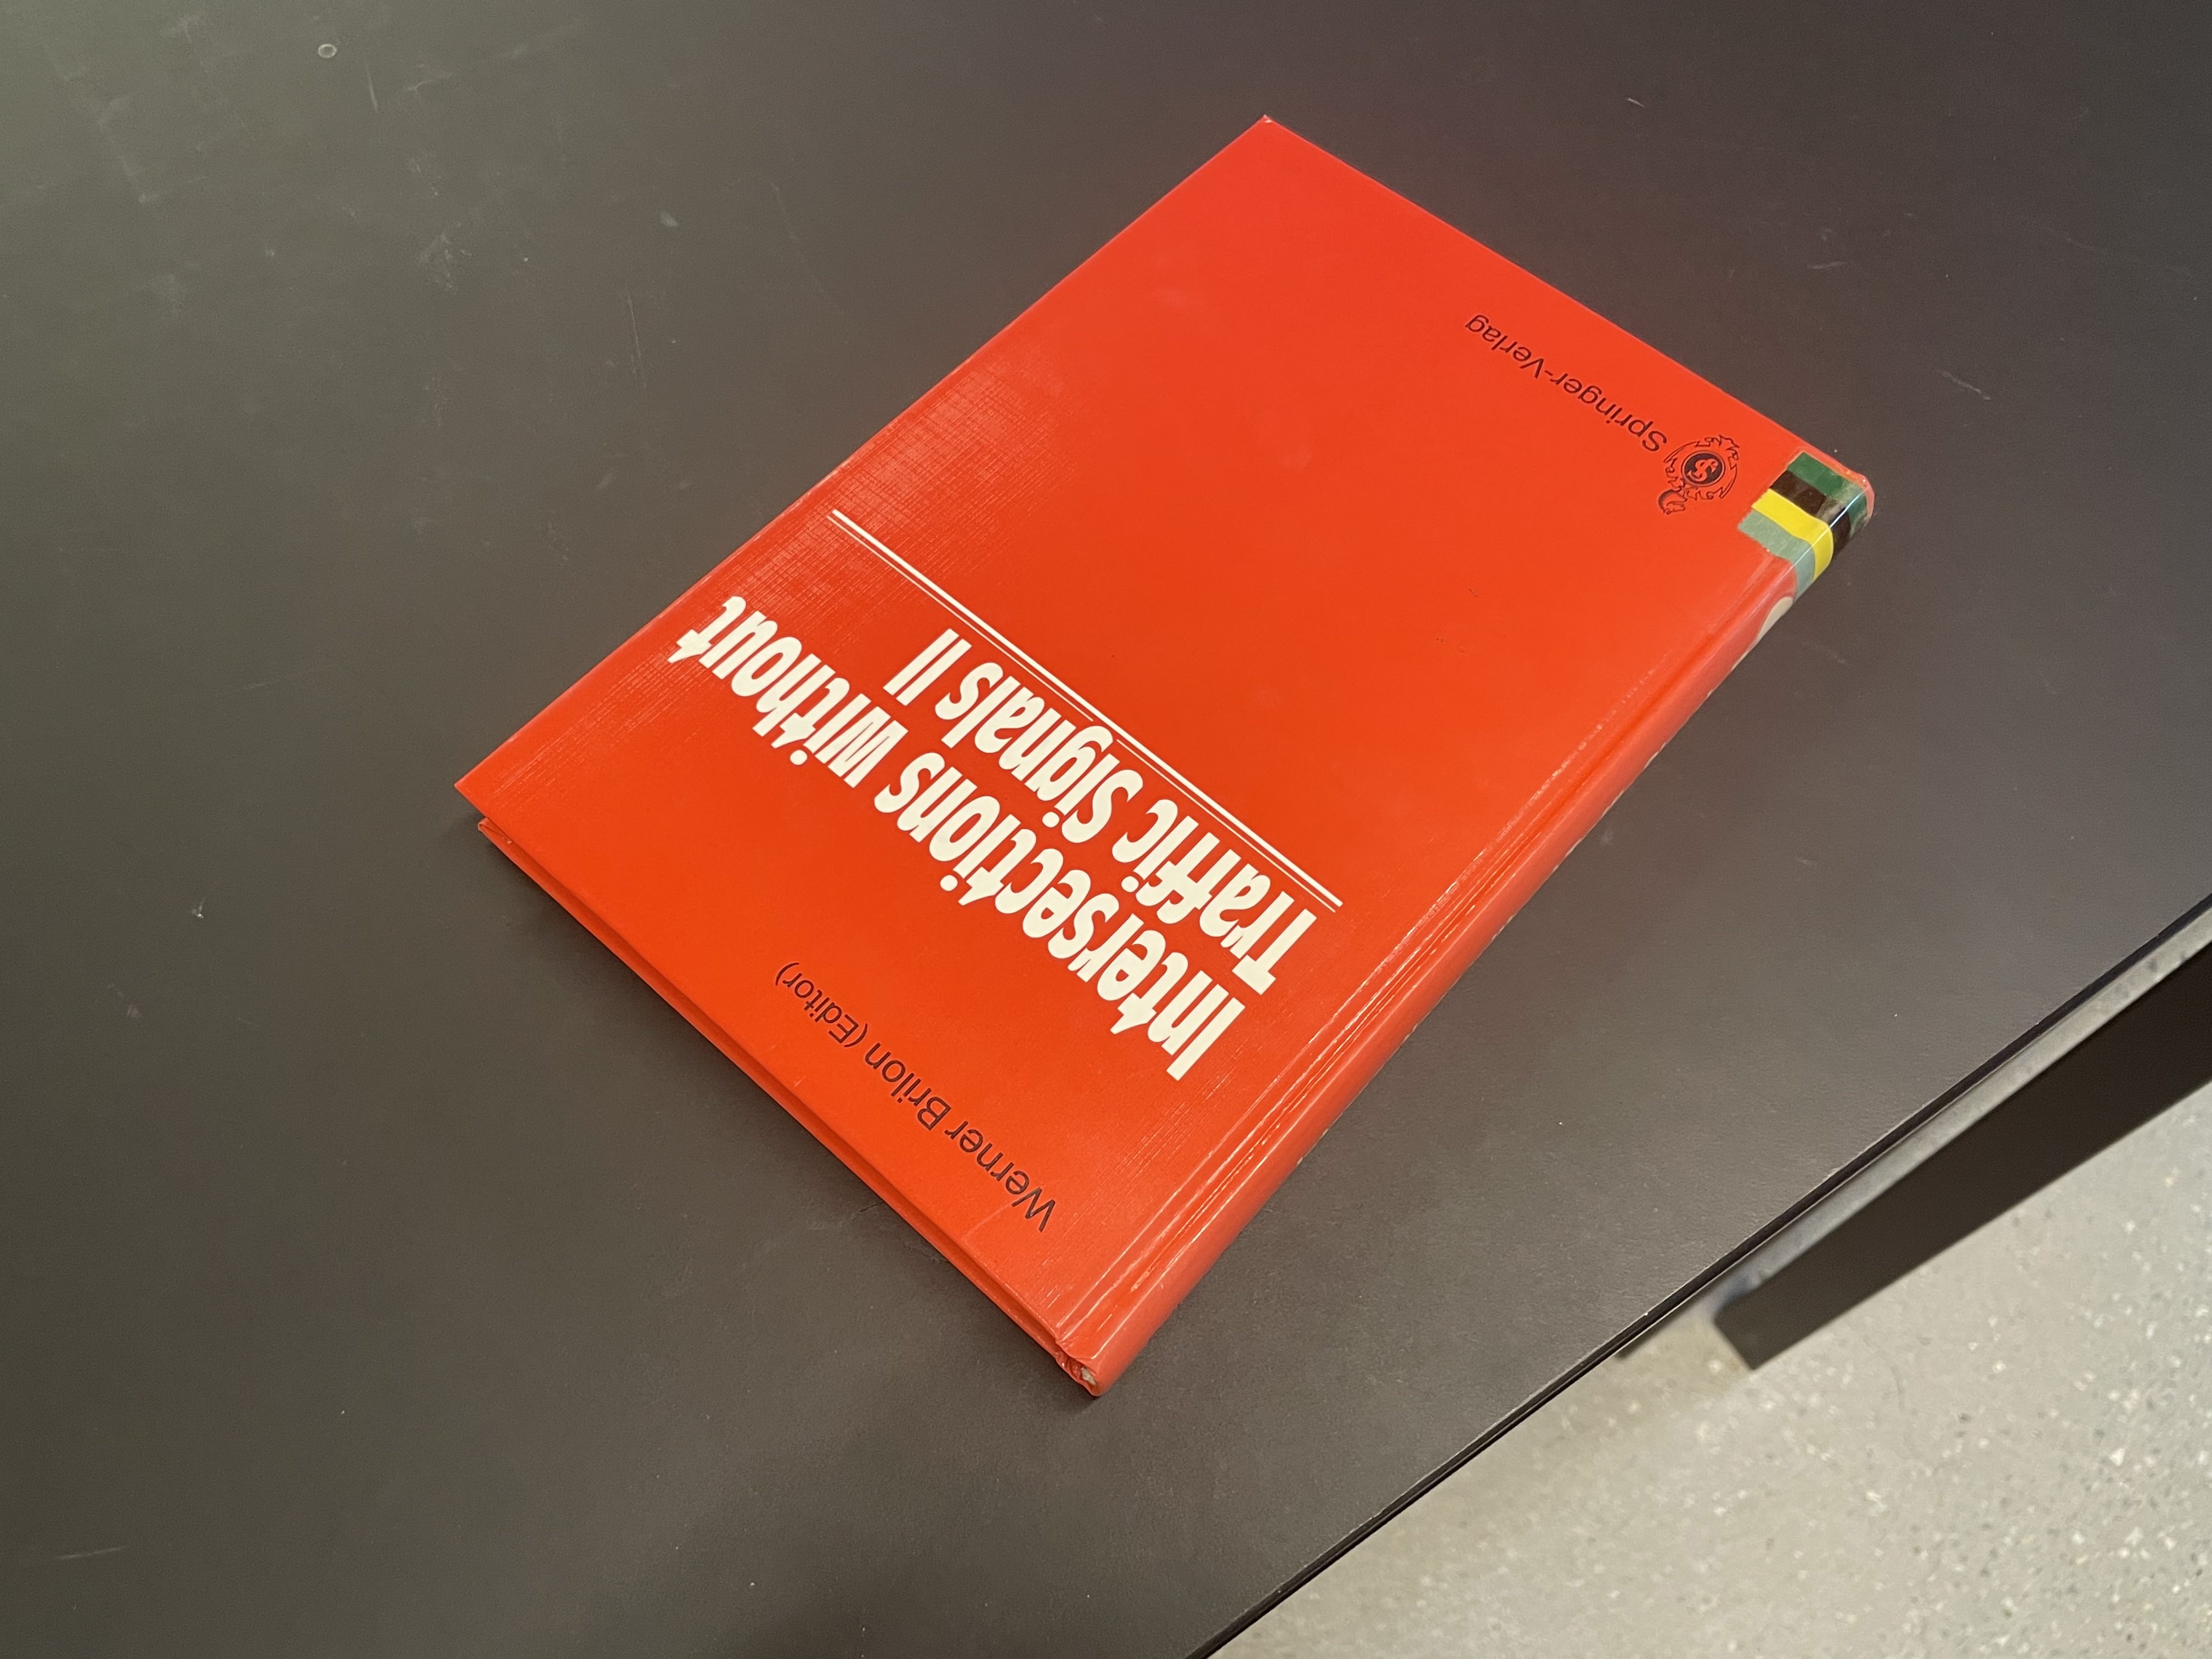 Werner Brilon (Editor)
Intersections without
Traffic Signals II
Springer-Verlag